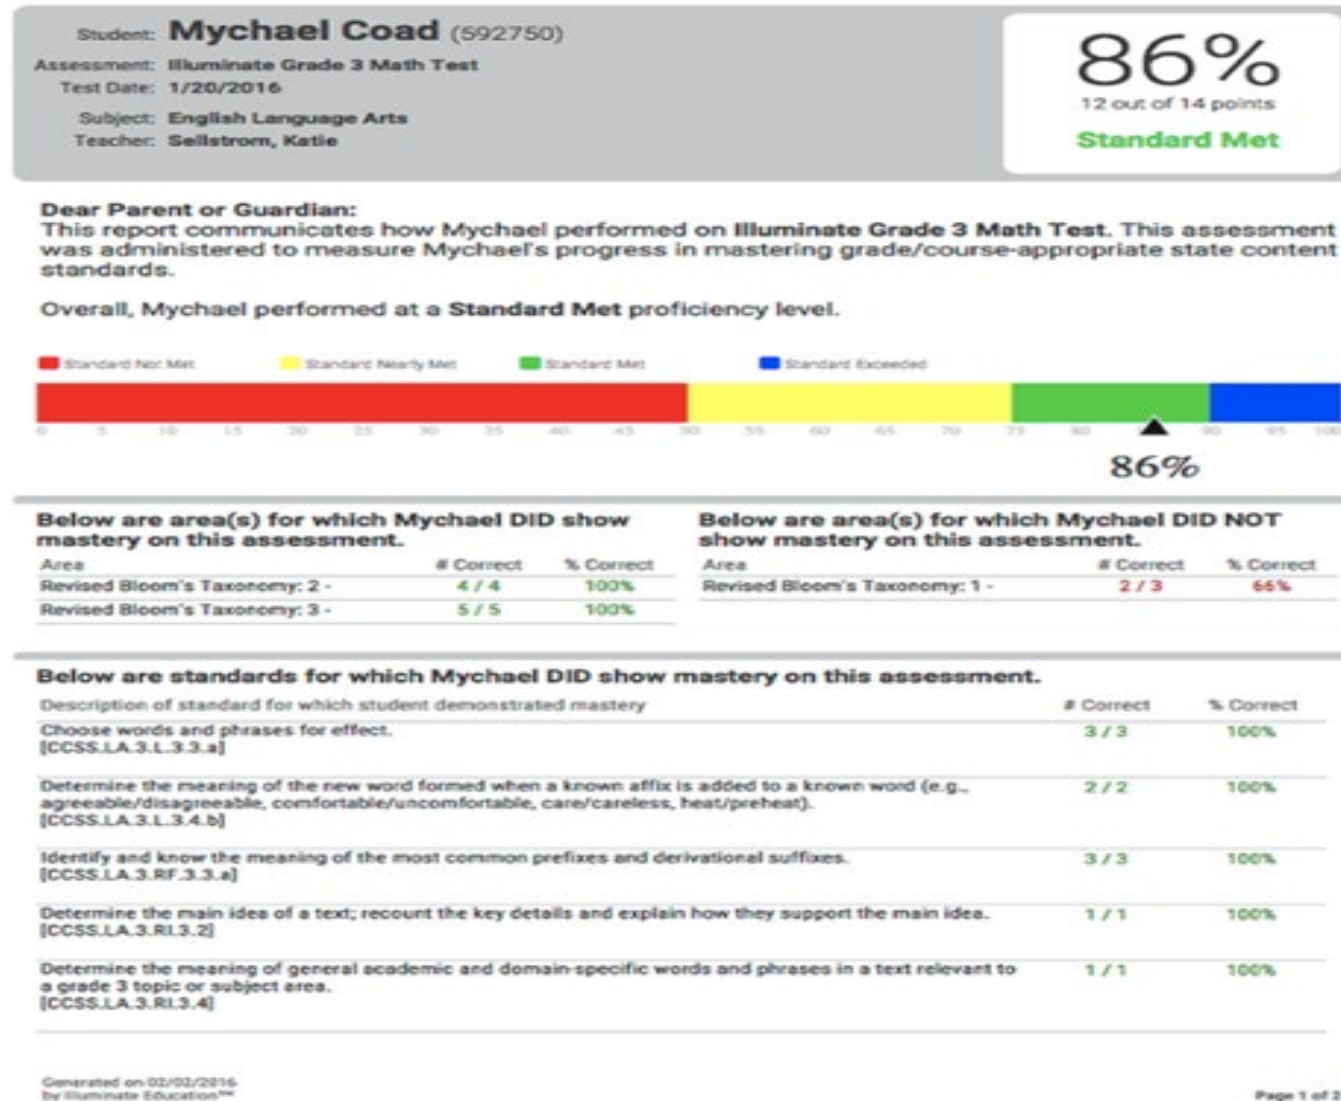 Student: Mychael Coad (592750)
Assessment: Illuminate Grade 3 Math Test
Test Date: 1/20/2016
Subject: English Language Arts
Teacher: Sellstrom, Katie
86%
12 out of 14 points
Standard Met
Dear Parent or Guardian:
This report communicates how Mychael performed on Illuminate Grade 3 Math Test. This assessment
was administered to measure Mychael's progress in mastering grade/course-appropriate state content
standards.
Overall, Mychael performed at a Standard Met proficiency level.
Standard Not Met Standard Nearly Met Standard Met Standard Exceeded
0 5 10 15 20 25 30 35 40 45 50 55 60 65 70 75 80 90 95 100
86%
Below are area(s) for which Mychael DID show
mastery on this assessment.
Area # Correct % Correct
Revised Bloom's Taxonomy: 2 - 4 / 4 100%
Revised Bloom's Taxonomy: 3 - 5 / 5 100%
Below are area(s) for which Mychael DID NOT
show mastery on this assessment.
Area # Correct % Correct
Revised Bloom's Taxonomy: 1 - 2 / 3 66%
Below are standards for which Mychael DID show mastery on this assessment.
Description of standard for which student demonstrated mastery # Correct % Correct
Choose words and phrases for effect. 3 / 3 100%
[CCSS.LA.3.L.3.3.a]
Determine the meaning of the new word formed when a known affix is added to a known word (e.g., 2 / 2 100%
agreeable/disagreeable, comfortable/uncomfortable, care/careless, heat/preheat).
[CCSS.LA.3.L.3.4.b]
Identify and know the meaning of the most common prefixes and derivational suffixes. 3 / 3 100%
[CCSS.LA.3.RF.3.3.a]
Determine the main idea of a text; recount the key details and explain how they support the main idea. 1 / 1 100%
[CCSS.LA.3.RI.3.2]
Determine the meaning of general academic and domain-specific words and phrases in a text relevant to 1 / 1 100%
a grade 3 topic or subject area.
[CCSS.LA.3.RI.3.4]
Generated on 02/02/2016
by Illuminate Education™
Page 1 of 2